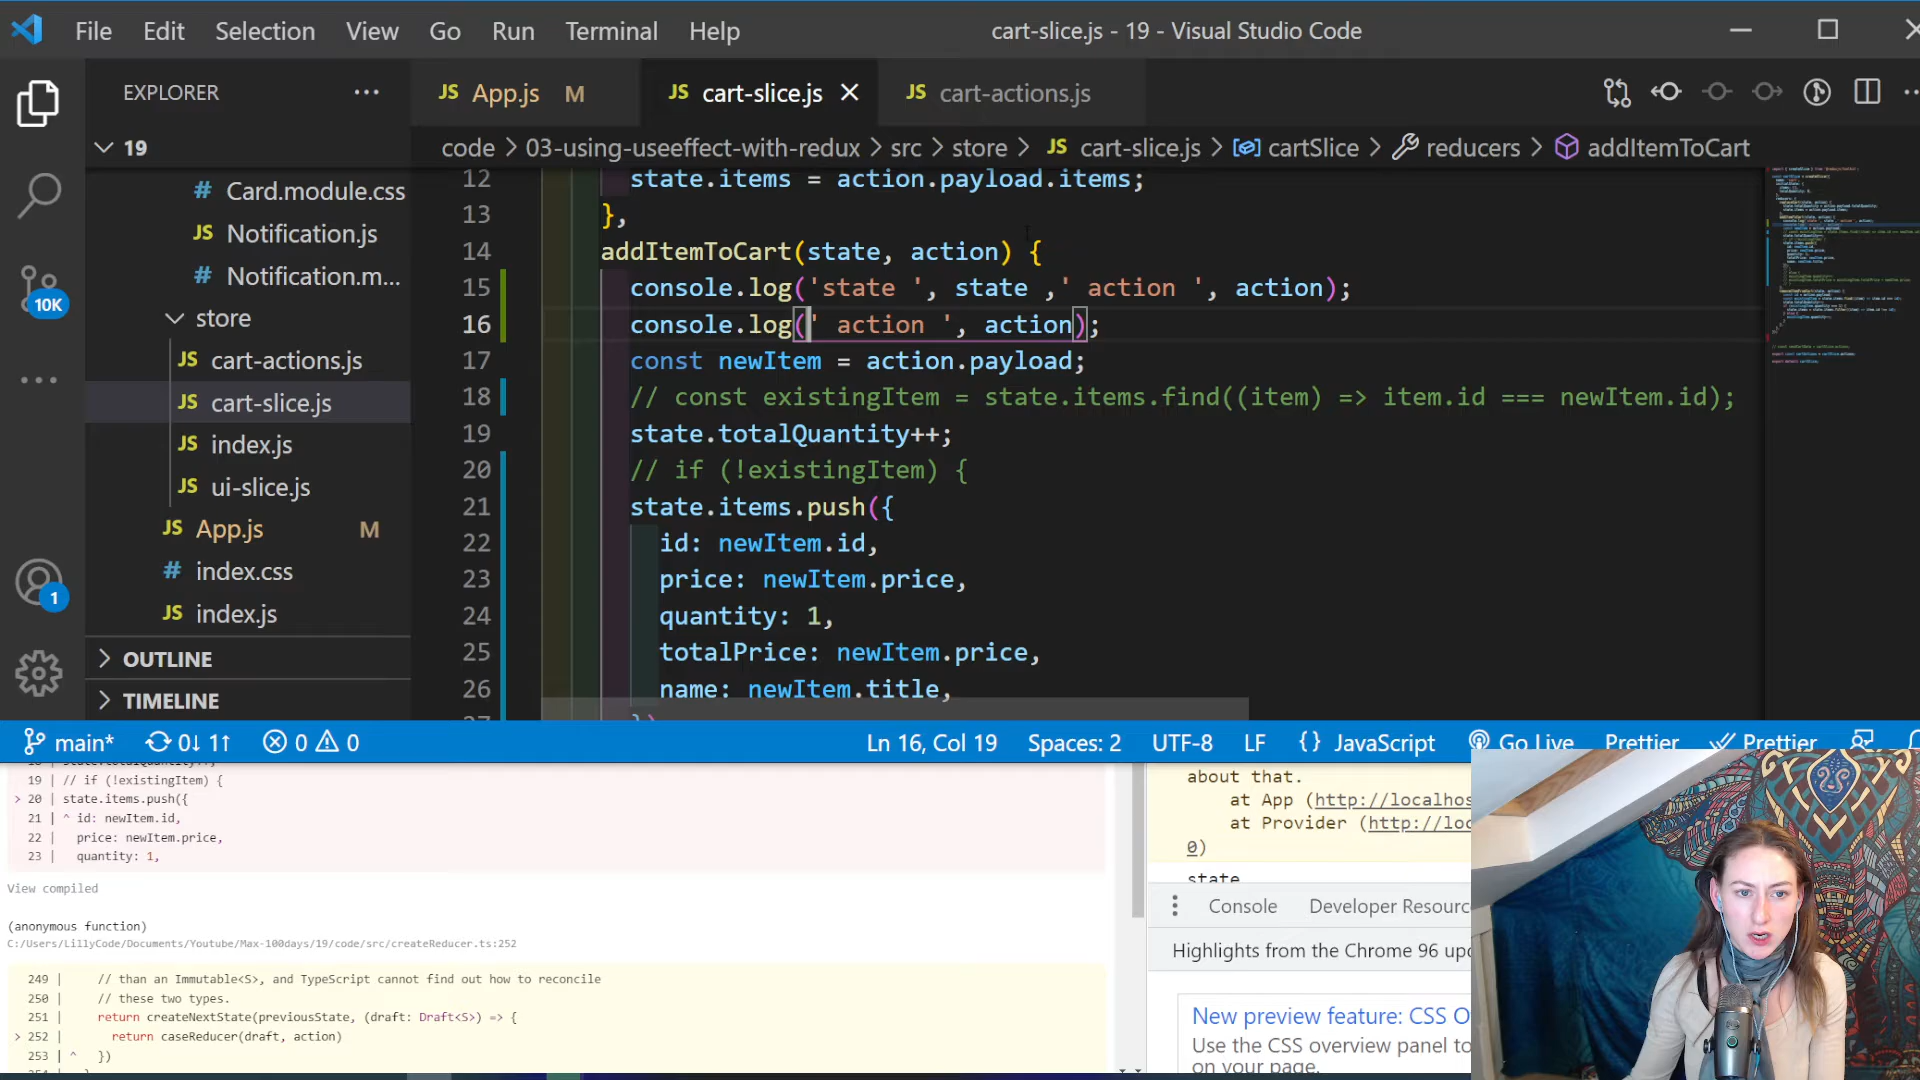 File Edit Selection View Go Run Terminal Help
cart-slice.js - 19 - Visual Studio Code
EXPLORER ...
JS App.js M
JS cart-slice.js
JS cart-actions.js
19
code > 03-using-useeffect-with-redux > src > store > JS cart-slice.js > cartSlice > reducers > addItemToCart
# Card.module.css
JS Notification.js
# Notification.m...
store
JS cart-actions.js
JS cart-slice.js
JS index.js
JS ui-slice.js
JS App.js M
# index.css
JS index.js
OUTLINE
TIMELINE
10K
1
12 state.items = action.payload.items;
13 },
14 addItemToCart(state, action) {
15 console.log('state ', state ,' action ', action);
16 console.log(' action ', action);
17 const newItem = action.payload;
18 // const existingItem = state.items.find((item) => item.id === newItem.id);
19 state.totalQuantity++;
20 // if (!existingItem) {
21 state.items.push({
22 id: newItem.id,
23 price: newItem.price,
24 quantity: 1,
25 totalPrice: newItem.price,
26 name: newItem.title,
main* 0↓ 1↑ 0 0 Ln 16, Col 19 Spaces: 2 UTF-8 LF {} JavaScript Go Live Prettier Prettier
19 | // if (!existingItem) {
> 20 | state.items.push({
21 | ^ id: newItem.id,
22 | price: newItem.price,
23 | quantity: 1,
View compiled
(anonymous function)
C:/Users/LillyCode/Documents/Youtube/Max-100days/19/code/src/createReducer.ts:252
249 | // than an Immutable<S>, and TypeScript cannot find out how to reconcile
250 | // these two types.
251 | return createNextState(previousState, (draft: Draft<S>) => {
> 252 | return caseReducer(draft, action)
253 | ^ })
about that.
at App (http://localhos
at Provider (http://loc
0)
state
Console Developer Resourc
Highlights from the Chrome 96 upd
New preview feature: CSS O
Use the CSS overview panel to
on your page.